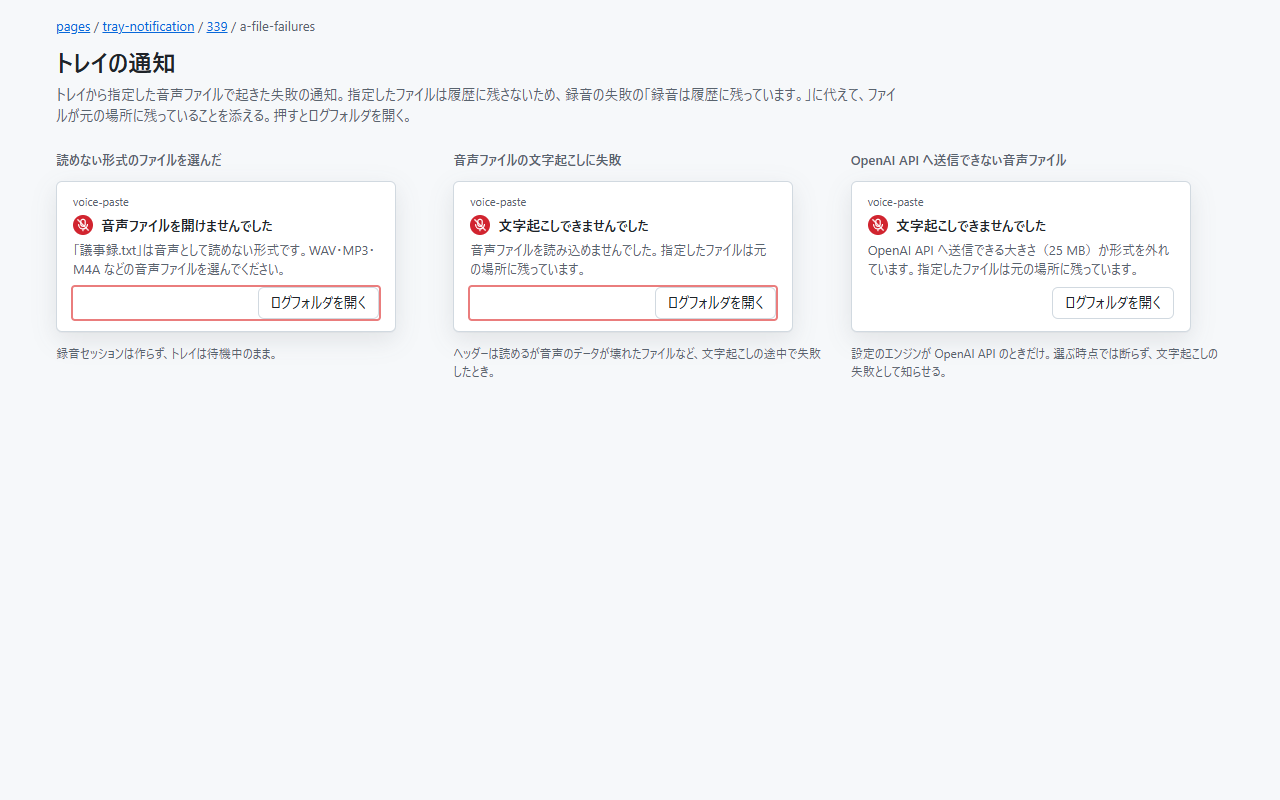 pages / tray-notification / 339 / a-file-failures
トレイの通知
トレイから指定した音声ファイルで起きた失敗の通知。指定したファイルは履歴に残さないため、録音の失敗の「録音は履歴に残っています。」に代えて、ファイ
ルが元の場所に残っていることを添える。押すとログフォルダを開く。
読めない形式のファイルを選んだ
voice-paste
音声ファイルを開けませんでした
「議事録.txt」は音声として読めない形式です。WAV・MP3・
M4A などの音声ファイルを選んでください。
ログフォルダを開く
録音セッションは作らず、トレイは待機中のまま。
音声ファイルの文字起こしに失敗
voice-paste
文字起こしできませんでした
音声ファイルを読み込めませんでした。指定したファイルは元
の場所に残っています。
ログフォルダを開く
ヘッダーは読めるが音声のデータが壊れたファイルなど、文字起こしの途中で失敗
したとき。
OpenAI API へ送信できない音声ファイル
voice-paste
文字起こしできませんでした
OpenAI API へ送信できる大きさ（25 MB）か形式を外れ
ています。指定したファイルは元の場所に残っています。
ログフォルダを開く
設定のエンジンが OpenAI API のときだけ。選ぶ時点では断らず、文字起こしの
失敗として知らせる。